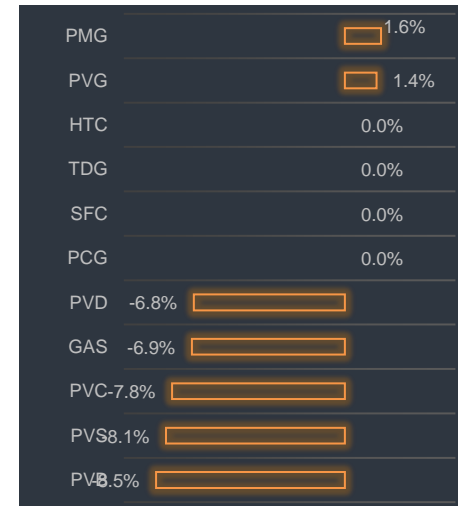 PMG 1.6%
PVG 1.4%
HTC 0.0%
TDG 0.0%
SFC 0.0%
PCG 0.0%
PVD -6.8%
GAS -6.9%
PVC -7.8%
PVS -8.1%
PVB -8.5%